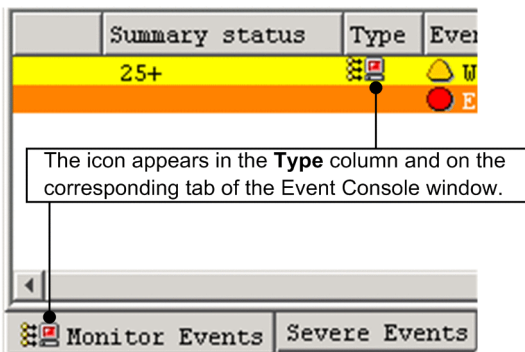 Summary status Type Ever
25+ W
E
The icon appears in the Type column and on the
corresponding tab of the Event Console window.
Monitor Events Severe Events